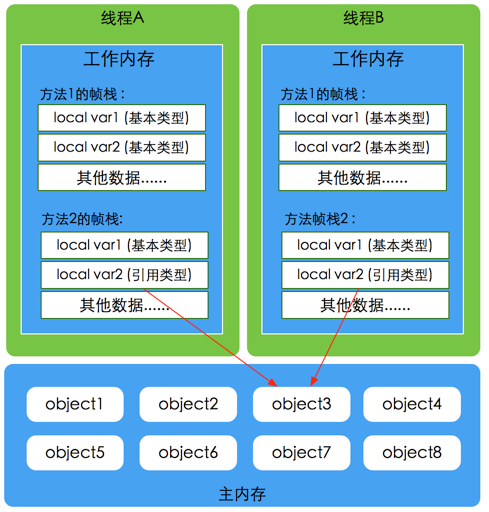 线程A
工作内存
方法1的帧栈：
local var1 (基本类型)
local var2 (基本类型)
其他数据......
方法2的帧栈:
local var1 (基本类型)
local var2 (引用类型)
其他数据......
线程B
工作内存
方法1的帧栈：
local var1 (基本类型)
local var2 (基本类型)
其他数据......
方法帧栈2：
local var1 (基本类型)
local var2 (引用类型)
其他数据......
object1 object2 object3 object4
object5 object6 object7 object8
主内存